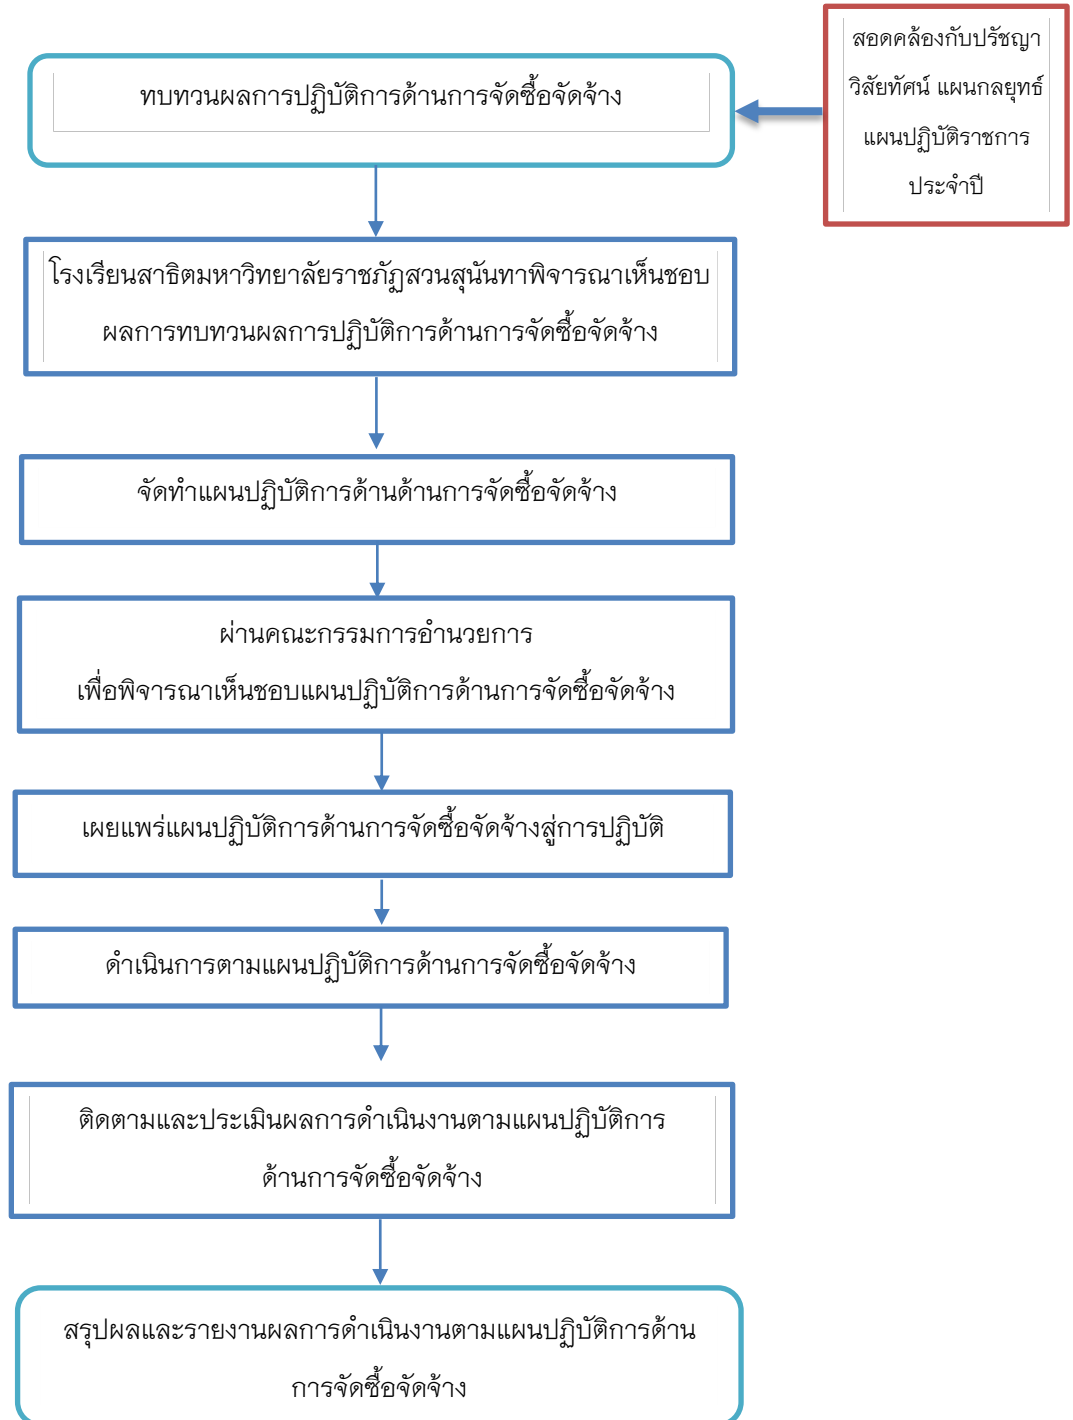 สอดคล้องกับปรัชญา
วิสัยทัศน์ แผนกลยุทธ์
แผนปฏิบัติราชการ
ประจำปี
ทบทวนผลการปฏิบัติการด้านการจัดซื้อจัดจ้าง
โรงเรียนสาธิตมหาวิทยาลัยราชภัฏสวนสุนันทาพิจารณาเห็นชอบ
ผลการทบทวนผลการปฏิบัติการด้านการจัดซื้อจัดจ้าง
จัดทำแผนปฏิบัติการด้านด้านการจัดซื้อจัดจ้าง
ผ่านคณะกรรมการอำนวยการ
เพื่อพิจารณาเห็นชอบแผนปฏิบัติการด้านการจัดซื้อจัดจ้าง
เผยแพร่แผนปฏิบัติการด้านการจัดซื้อจัดจ้างสู่การปฏิบัติ
ดำเนินการตามแผนปฏิบัติการด้านการจัดซื้อจัดจ้าง
ติดตามและประเมินผลการดำเนินงานตามแผนปฏิบัติการ
ด้านการจัดซื้อจัดจ้าง
สรุปผลและรายงานผลการดำเนินงานตามแผนปฏิบัติการด้าน
การจัดซื้อจัดจ้าง